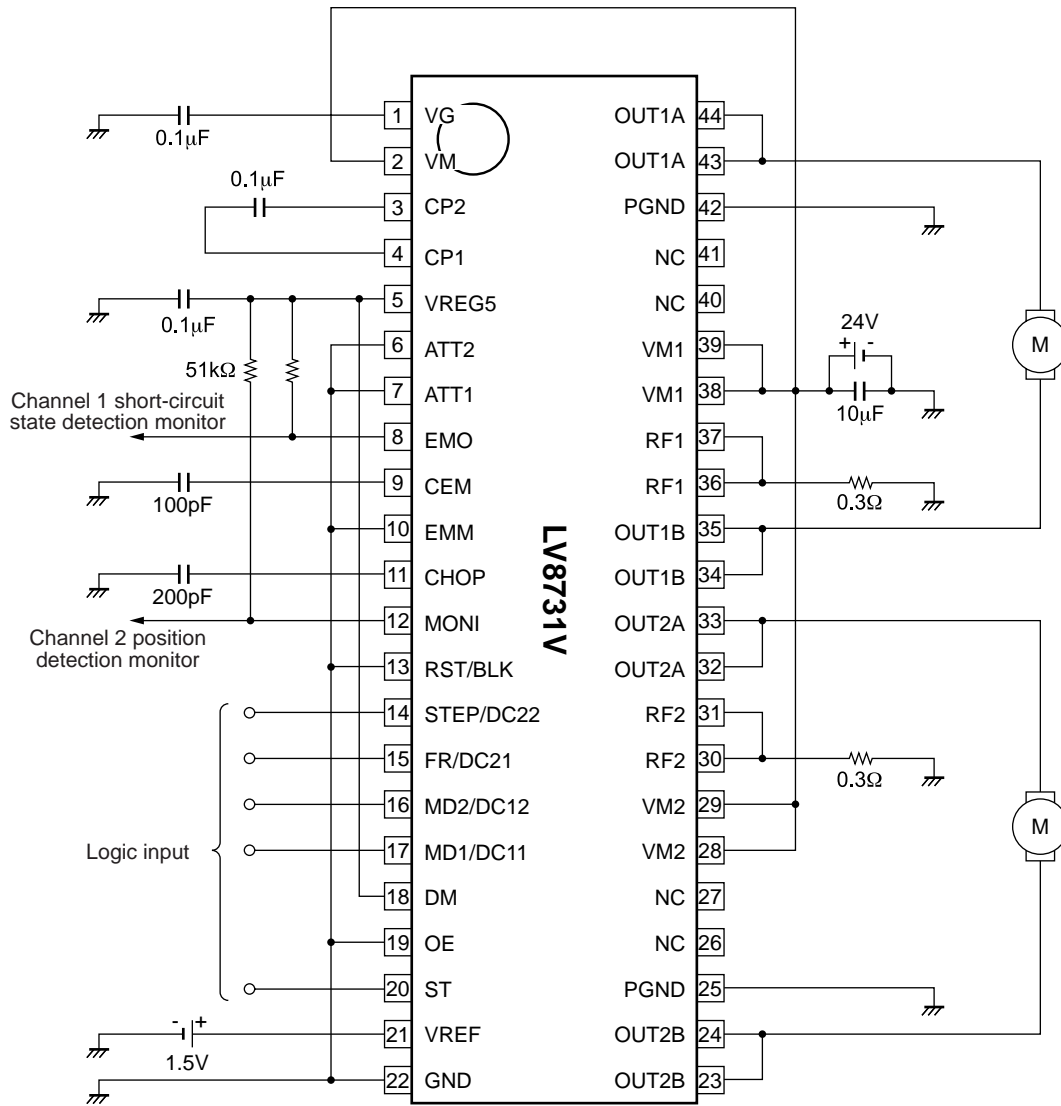 1 VG OUT1A 44
0.1µF
2 VM OUT1A 43
0.1µF
3 CP2 PGND 42
4 CP1 NC 41
5 VREG5 NC 40
0.1µF
24V
+ -
6 ATT2 VM1 39
51kΩ
M
7 ATT1 VM1 38
10µF
Channel 1 short-circuit
state detection monitor
8 EMO RF1 37
9 CEM RF1 36
100pF
0.3Ω
10 EMM OUT1B 35
LV8731V
11 CHOP OUT1B 34
200pF
12 MONI OUT2A 33
Channel 2 position
detection monitor
13 RST/BLK OUT2A 32
14 STEP/DC22 RF2 31
15 FR/DC21 RF2 30
0.3Ω
16 MD2/DC12 VM2 29
M
Logic input
17 MD1/DC11 VM2 28
18 DM NC 27
19 OE NC 26
20 ST PGND 25
- +
21 VREF OUT2B 24
1.5V
22 GND OUT2B 23